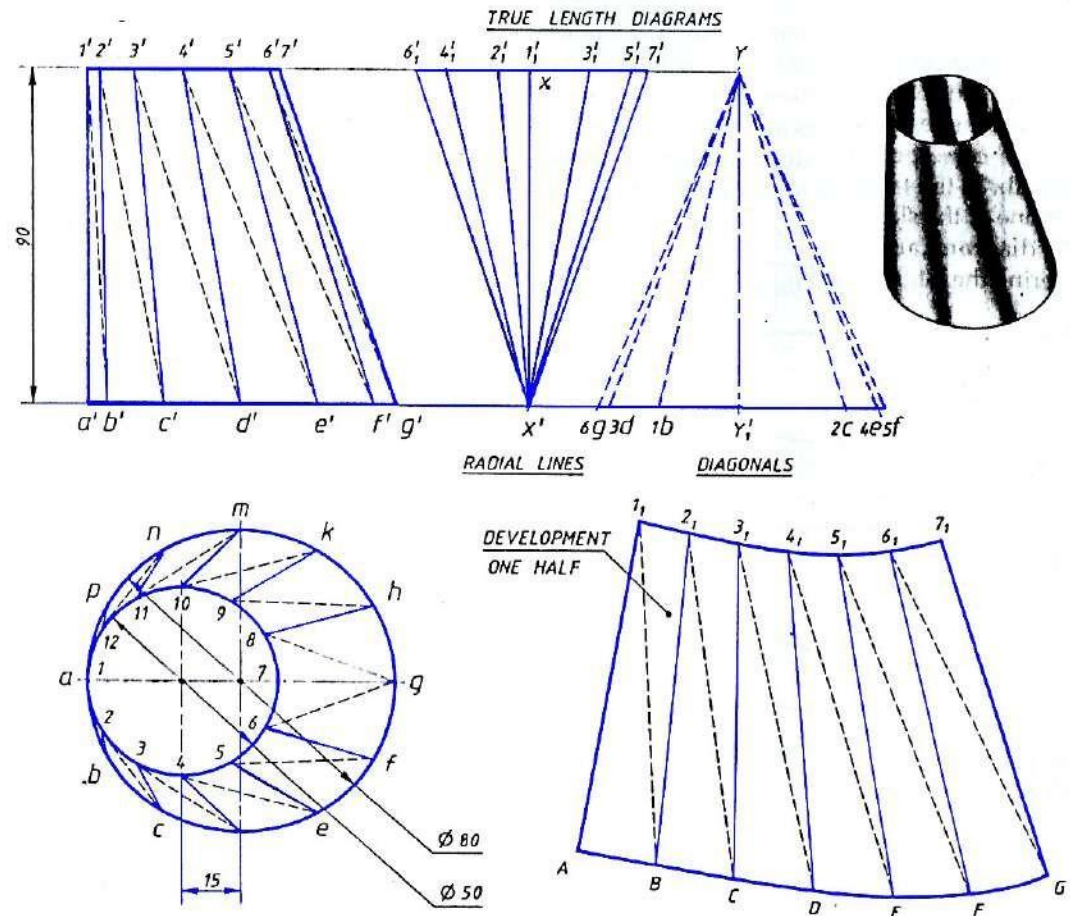 TRUE LENGTH DIAGRAMS
1' 2' 3' 4' 5' 6' 7'
6₁' 4₁' 2₁' 1₁' 3₁' 5₁' 7₁' Y
X
90
a' b' c' d' e' f' g'
X' 6g 3d 1b Y₁' 2c 4e 5f
RADIAL LINES DIAGONALS
m
n k
p h
a g
b f
c e
10
11 9
12 8
1 7
2 6
3 5
4
15
Ø 80
Ø 50
DEVELOPMENT
ONE HALF
1₁ 2₁ 3₁ 4₁ 5₁ 6₁ 7₁
A B C D E F G